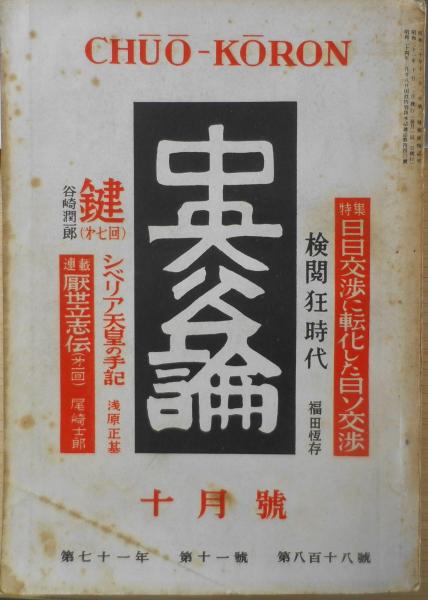 CHŪŌ-KŌRON
中央公論
特集
日日交渉に転化した日ソ交渉
検閲狂時代
福田恆存
鍵
(才七回)
谷崎潤一郎
シベリア天皇の手記
浅原正基
連載
厭世立志伝(才一回) 尾崎士郎
十月號
第七十一年 第十一號 第八百十八號